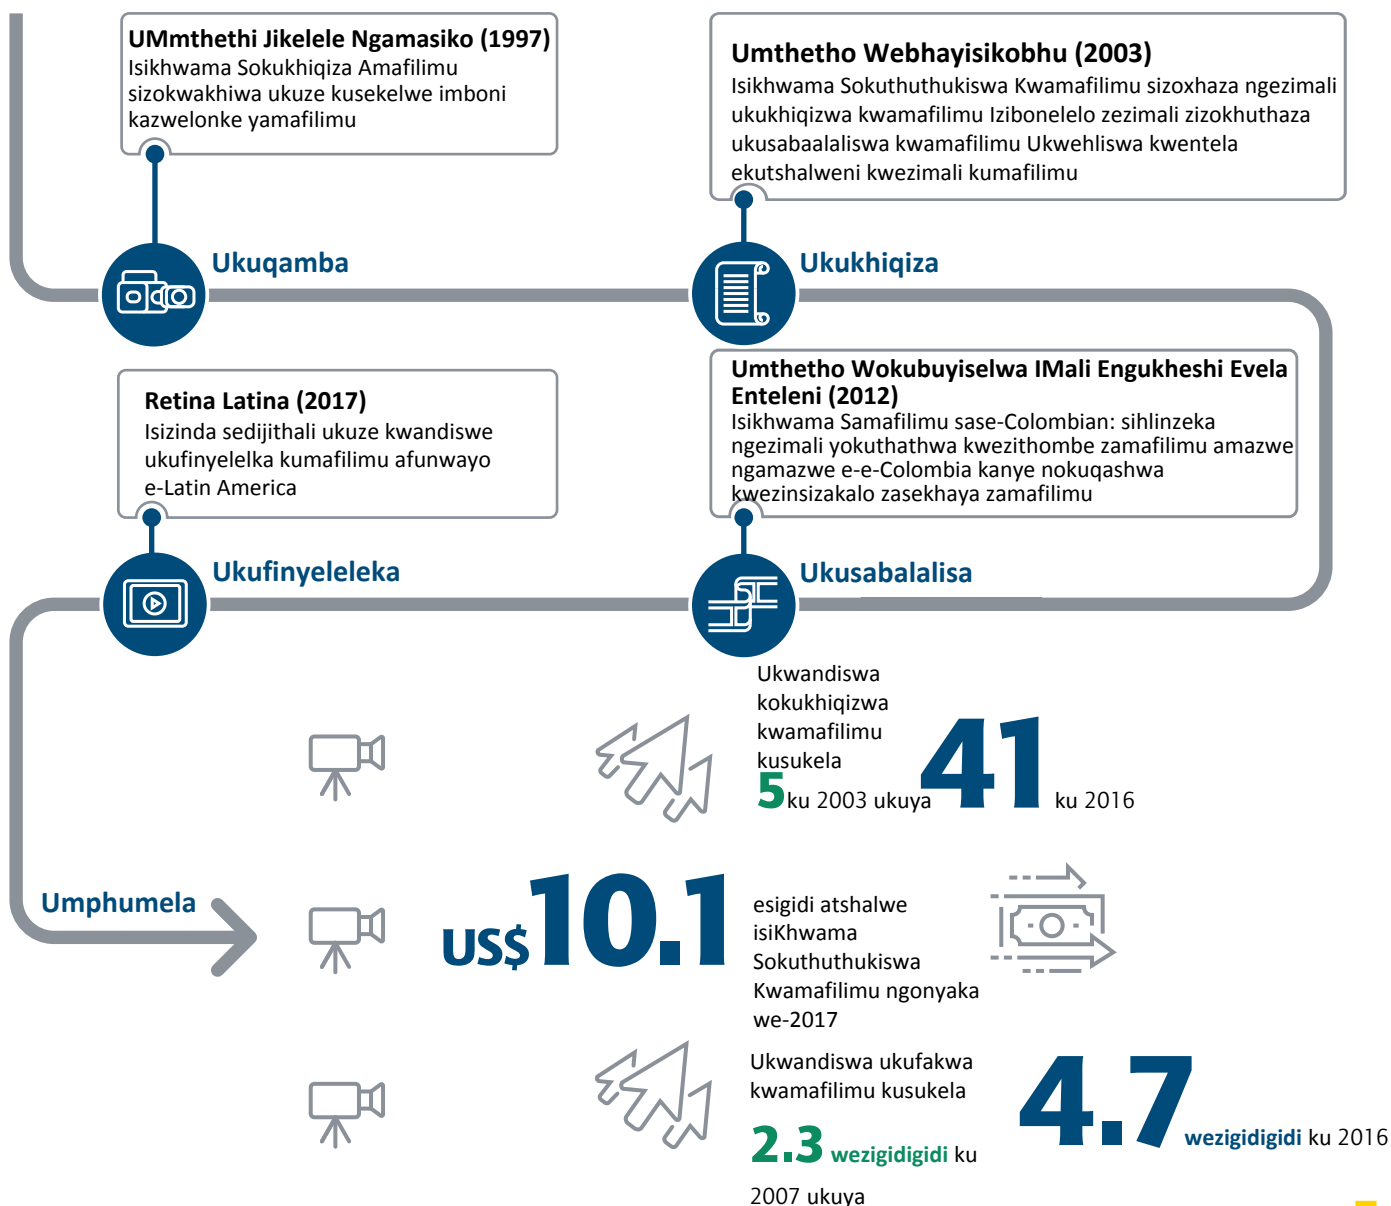 UMmthethi Jikelele Ngamasiko (1997)
Isikhwama Sokukhiqiza Amafilimu
sizokwakhiwa ukuze kusekelwe imboni
kazwelonke yamafilimu
Umthetho Webhayisikobhu (2003)
Isikhwama Sokuthuthukiswa Kwamafilimu sizoxhaza ngezimali
ukukhiqizwa kwamafilimu Izibonelelo zezimali zizokhuthaza
ukusabaalaliswa kwamafilimu Ukwehliswa kwentela
ekutshalweni kwezimali kumafilimu
Ukuqamba
Ukukhiqiza
Retina Latina (2017)
Isizinda sedijithali ukuze kwandiswe
ukufinyelelka kumafilimu afunwayo
e-Latin America
Umthetho Wokubuyiselwa IMali Engukheshi Evela
Enteleni (2012)
Isikhwama Samafilimu sase-Colombian: sihlinzeka
ngezimali yokuthathwa kwezithombe zamafilimu amazwe
ngamazwe e-e-Colombia kanye nokuqashwa
kwezinsizakalo zasekhaya zamafilimu
Ukufinyeleleka
Ukusabalalisa
Ukwandiswa
kokukhiqizwa
kwamafilimu
kusukela
5 ku 2003 ukuya 41 ku 2016
Umphumela
US$10.1
esigidi atshalwe
isiKhwama
Sokuthuthukiswa
Kwamafilimu ngonyaka
we-2017
Ukwandiswa ukufakwa
kwamafilimu kusukela
2.3 wezigidigidi ku
2007 ukuya
4.7 wezigidigidi ku 2016